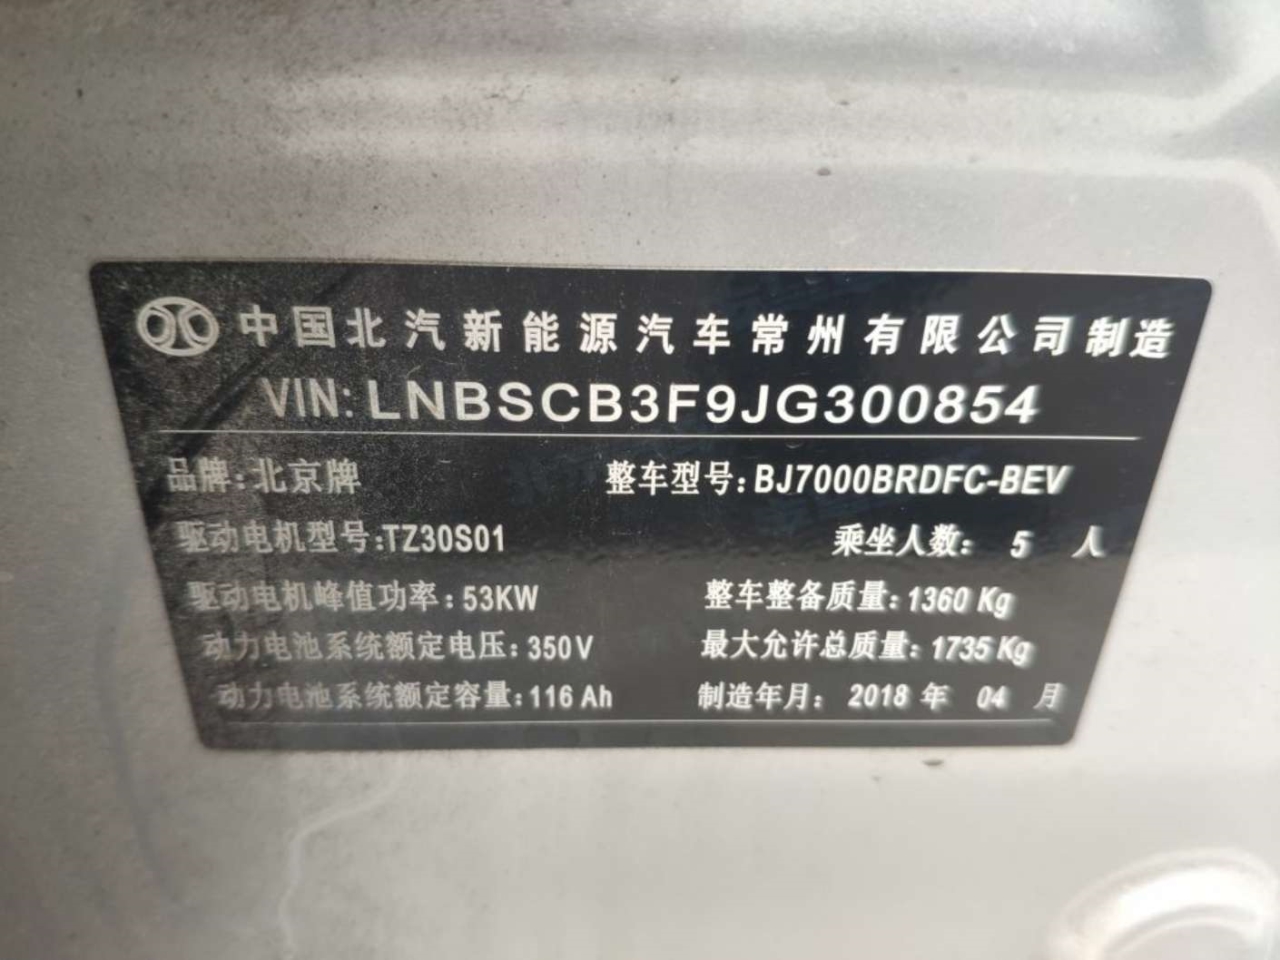 中国北汽新能源汽车常州有限公司制造
VIN: LNBSCB3F9JG300854
品牌: 北京牌 整车型号: BJ7000BRDFC-BEV
驱动电机型号: TZ30S01 乘坐人数: 5 人
驱动电机峰值功率: 53KW 整车整备质量: 1360 Kg
动力电池系统额定电压: 350V 最大允许总质量: 1735 Kg
动力电池系统额定容量: 116 Ah 制造年月: 2018 年 04 月